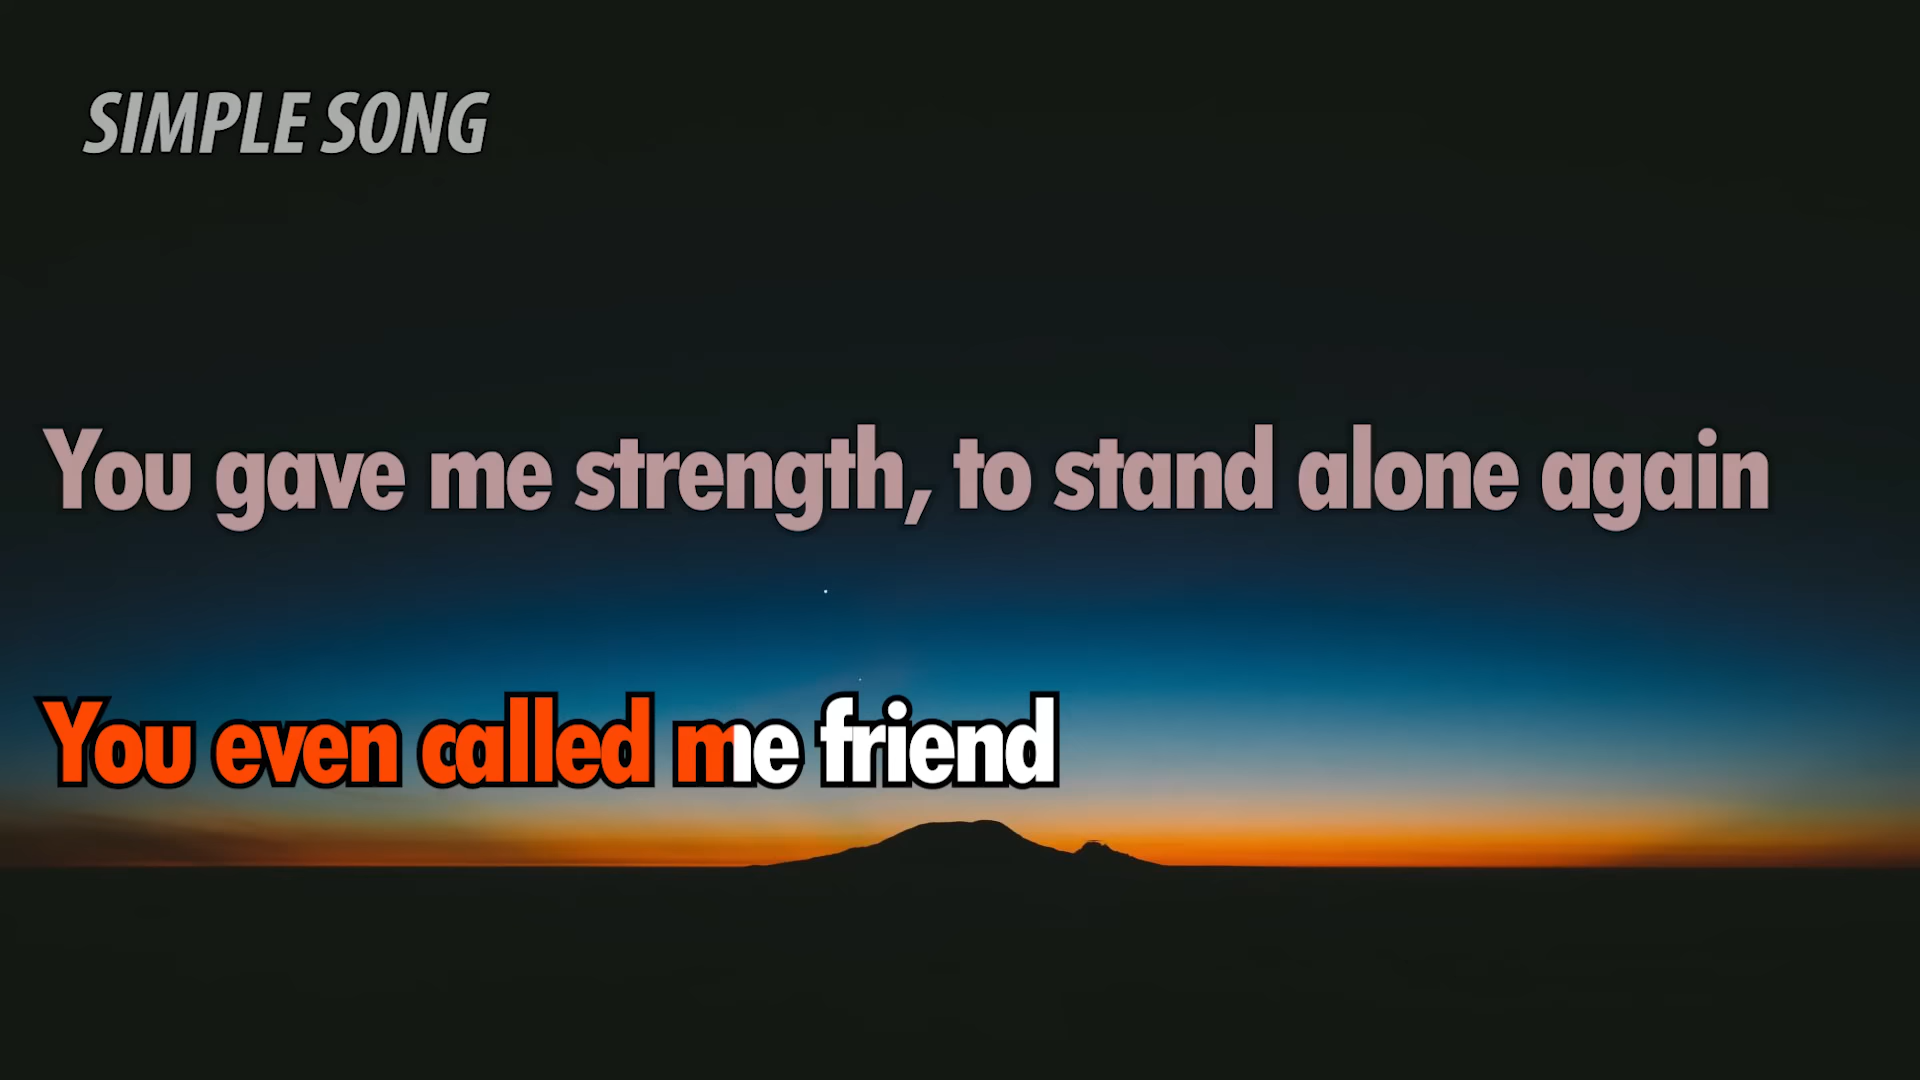 SIMPLE SONG
You gave me strength, to stand alone again
You even called me friend